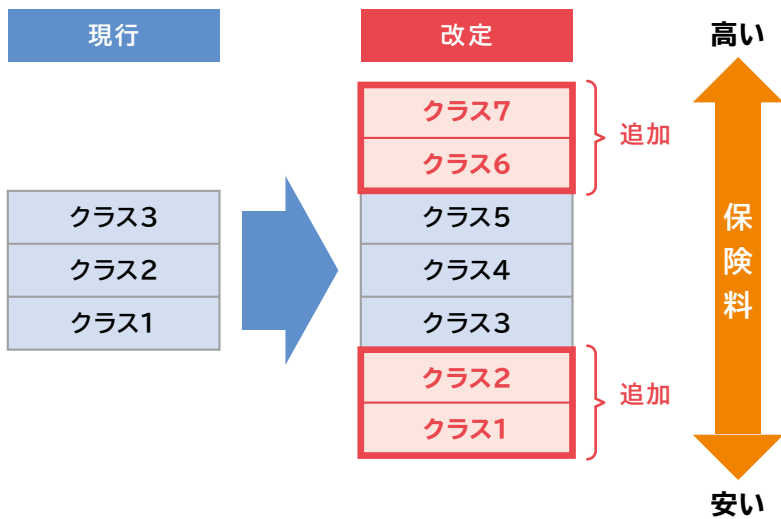 現行
クラス3
クラス2
クラス1
改定
クラス7
クラス6
クラス5
クラス4
クラス3
クラス2
クラス1
追加
追加
高い
保険料
安い